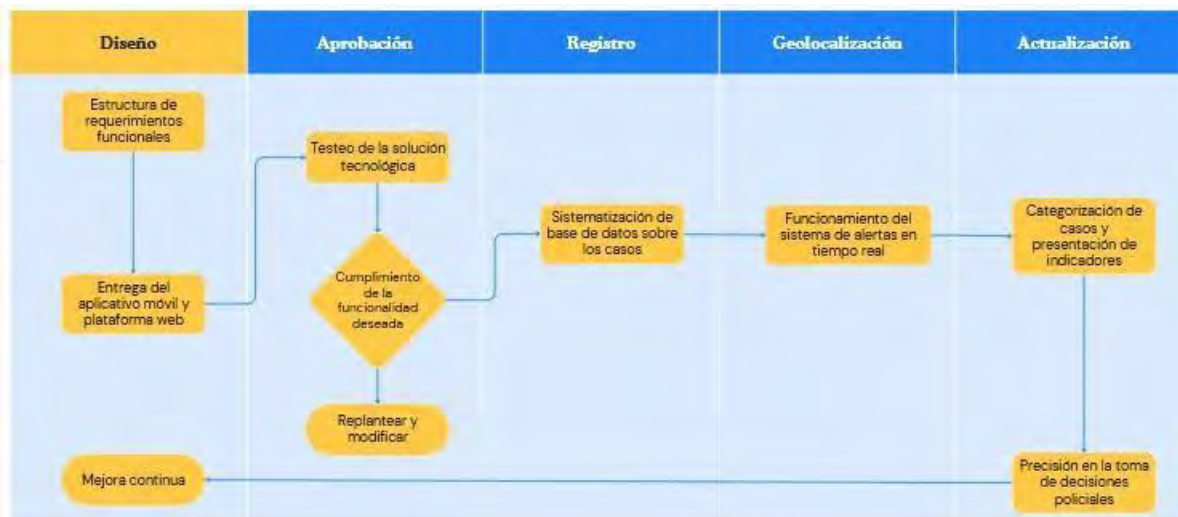 Diseño
Aprobación
Registro
Geolocalización
Actualización
Estructura de
requerimientos
funcionales
Entrega del
aplicativo móvil y
plataforma web
Mejora continua
Testeo de la solución
tecnológica
Cumplimiento
de la
funcionalidad
deseada
Replantear y
modificar
Sistematización de
base de datos sobre
los casos
Funcionamiento del
sistema de alertas en
tiempo real
Categorización de
casos y
presentación de
indicadores
Precisión en la toma
de decisiones
policiales